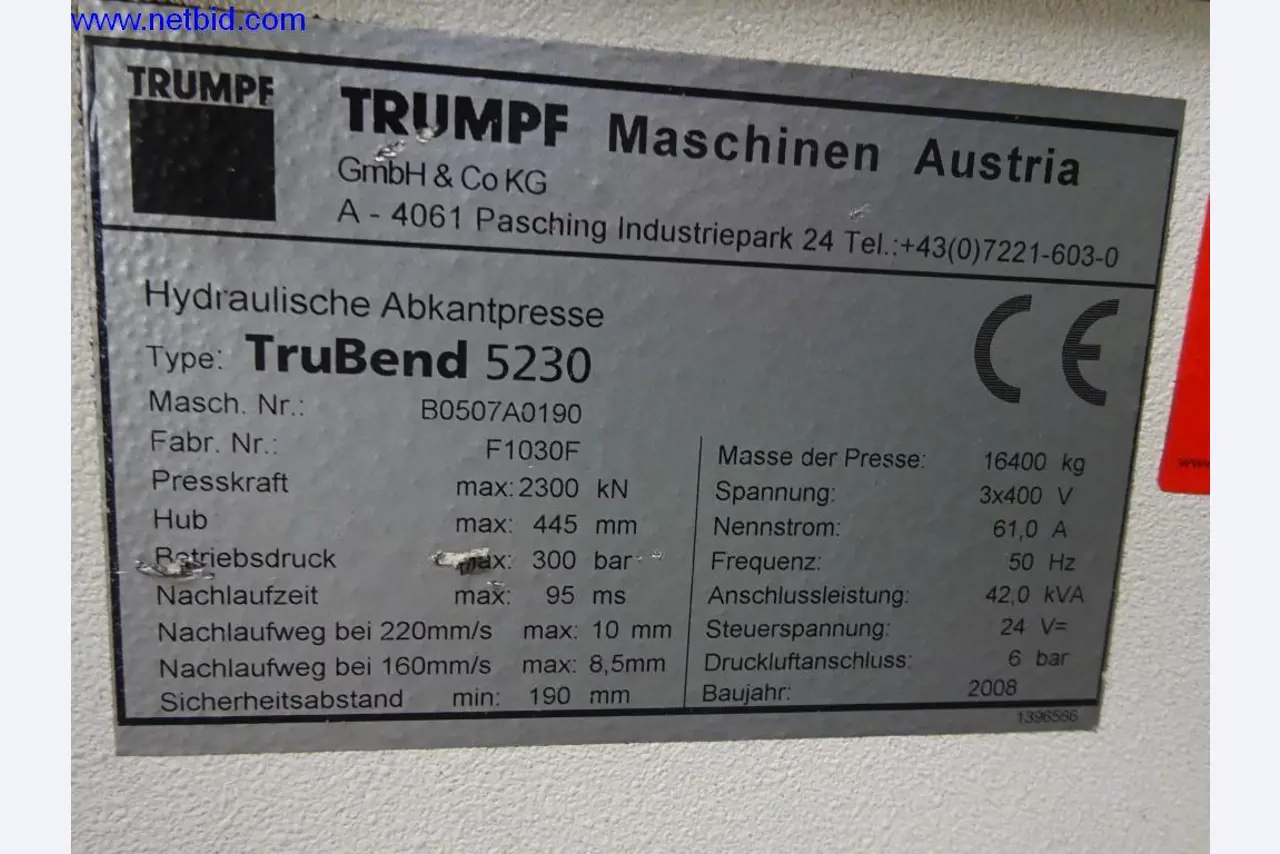 www.netbid.com
TRUMPF
TRUMPF Maschinen Austria
GmbH & Co KG
A - 4061 Pasching Industriepark 24 Tel.:+43(0)7221-603-0
Hydraulische Abkantpresse
CE
Type: TruBend 5230
Masch. Nr.: B0507A0190
Fabr. Nr.: F1030F
Presskraft max: 2300 kN
Hub max: 445 mm
Betriebsdruck max: 300 bar
Nachlaufzeit max: 95 ms
Nachlaufweg bei 220mm/s max: 10 mm
Nachlaufweg bei 160mm/s max: 8,5mm
Sicherheitsabstand min: 190 mm
Masse der Presse: 16400 kg
Spannung: 3x400 V
Nennstrom: 61,0 A
Frequenz: 50 Hz
Anschlussleistung: 42,0 kVA
Steuerspannung: 24 V=
Druckluftanschluss: 6 bar
Baujahr: 2008
1396566
www